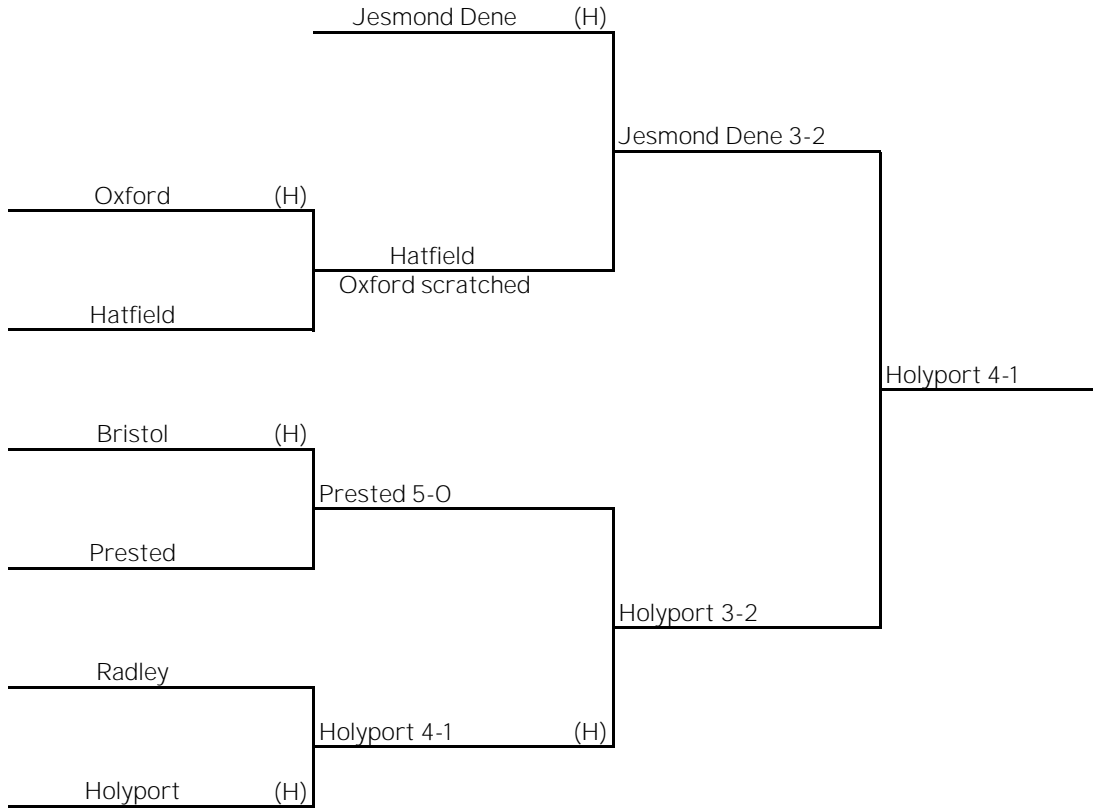 Jesmond Dene (H)
Jesmond Dene 3-2
Oxford (H)
Hatfield
Oxford scratched
Hatfield
Holyport 4-1
Bristol (H)
Prested 5-0
Prested
Holyport 3-2
Radley
Holyport 4-1 (H)
Holyport (H)